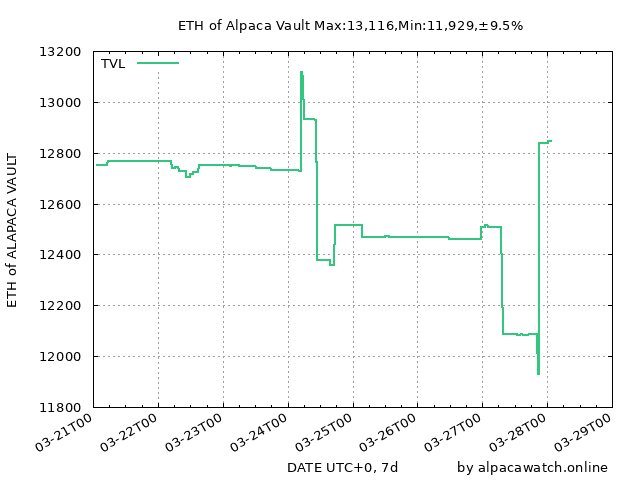 ETH of Alpaca Vault Max:13,116,Min:11,929,±9.5%
13200
TVL
13000
12800
12600
12400
12200
12000
11800
ETH of ALAPACA VAULT
03-21T00
03-22T00
03-23T00
03-24T00
03-25T00
03-26T00
03-27T00
03-28T00
03-29T00
DATE UTC+0, 7d
by alpacawatch.online